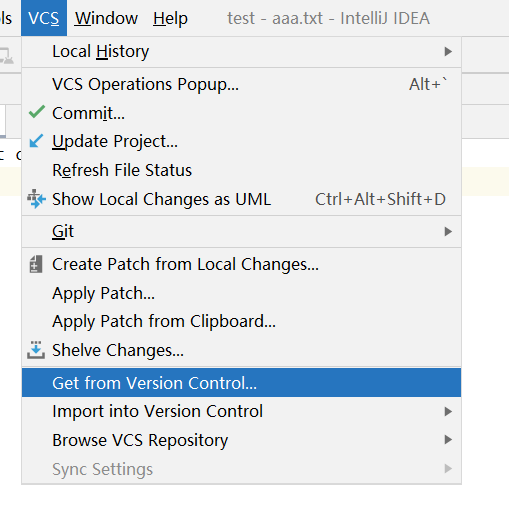 ls VCS Window Help test - aaa.txt - IntelliJ IDEA
Local History
VCS Operations Popup... Alt+`
Commit...
Update Project...
Refresh File Status
Show Local Changes as UML Ctrl+Alt+Shift+D
Git
Create Patch from Local Changes...
Apply Patch...
Apply Patch from Clipboard...
Shelve Changes...
Get from Version Control...
Import into Version Control
Browse VCS Repository
Sync Settings